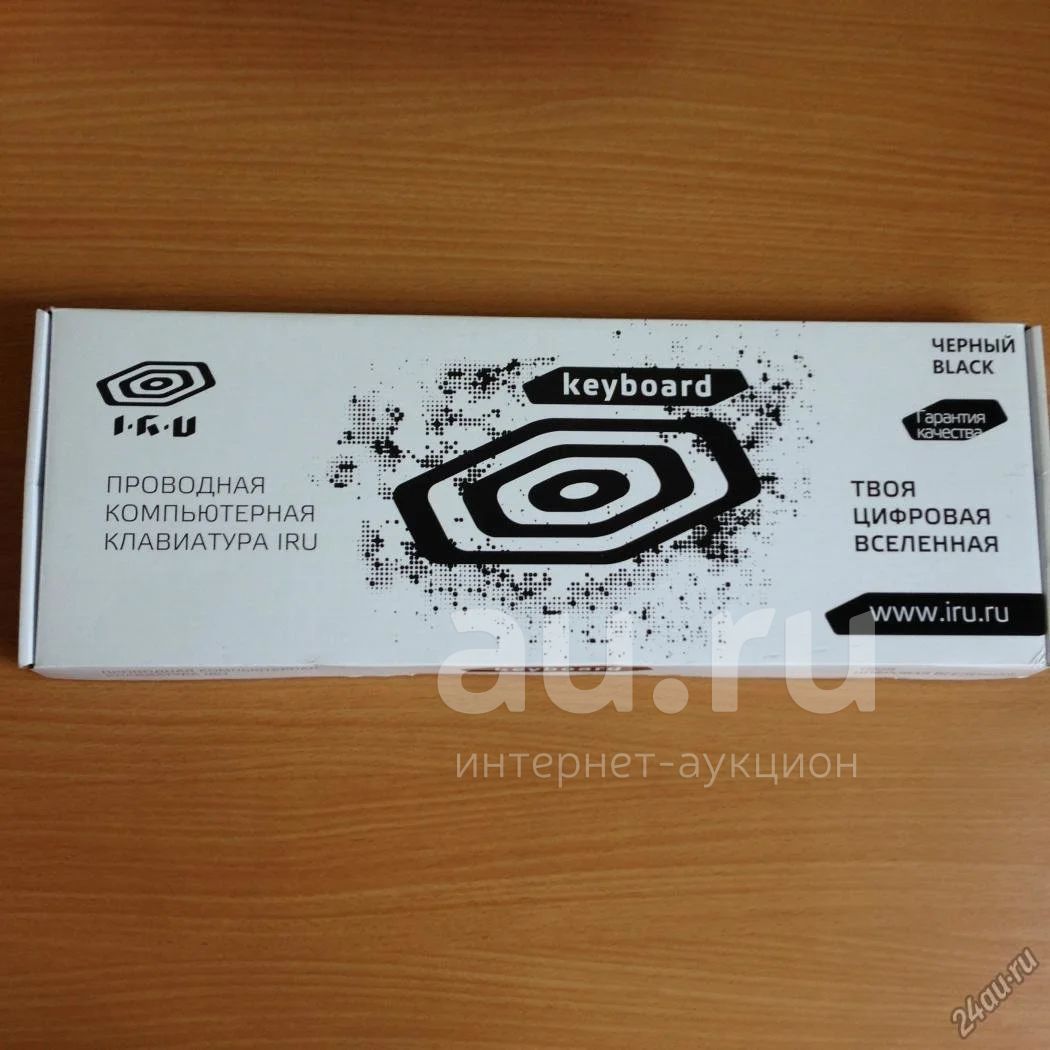 I·R·U
ПРОВОДНАЯ
КОМПЬЮТЕРНАЯ
КЛАВИАТУРА IRU
keyboard
ЧЕРНЫЙ
BLACK
Гарантия
качества
ТВОЯ
ЦИФРОВАЯ
ВСЕЛЕННАЯ
www.iru.ru
keyboard
au.ru
интернет-аукцион
24au.ru